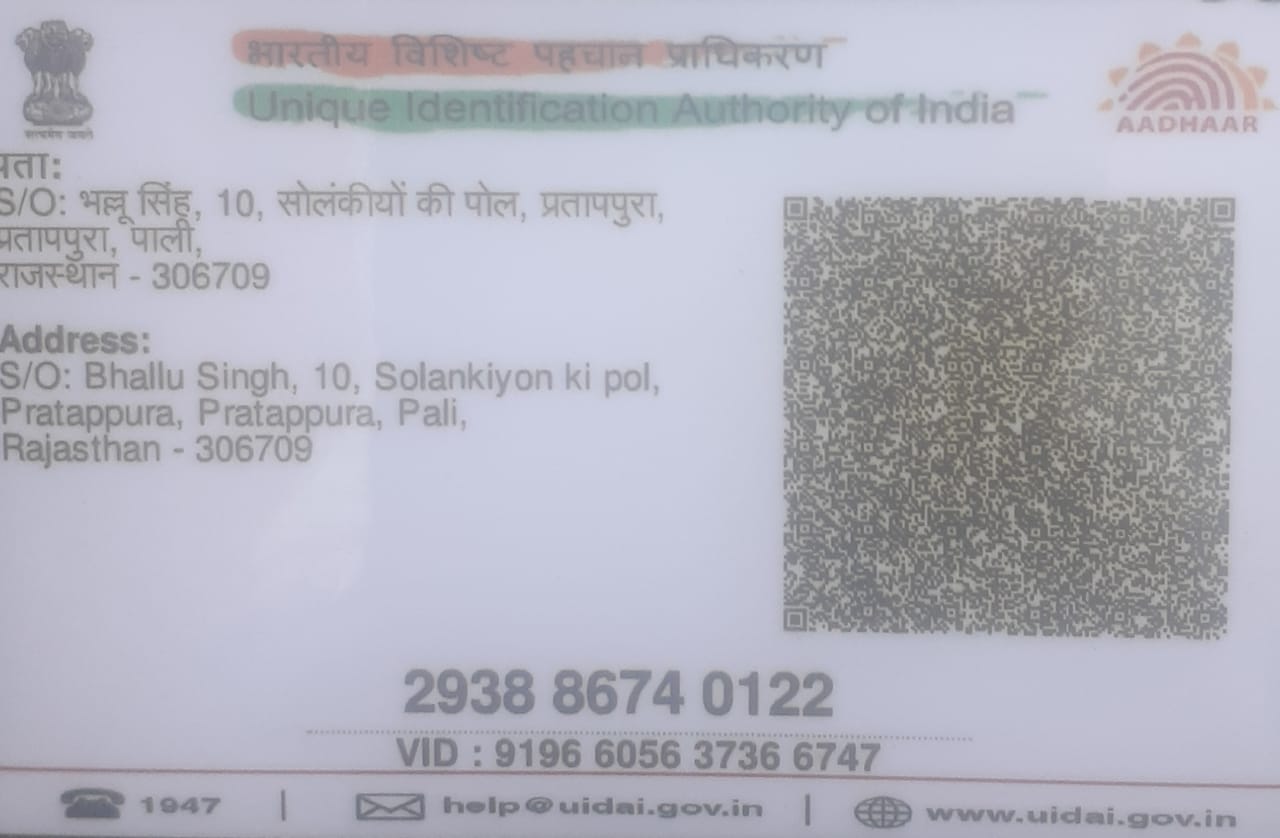 भारतीय विशिष्ट पहचान प्राधिकरण
Unique Identification Authority of India
AADHAAR
सत्यमेव जयते
पता:
S/O: भल्लू सिंह, 10, सोलंकीयों की पोल, प्रतापपुरा,
प्रतापपुरा, पाली,
राजस्थान - 306709
Address:
S/O: Bhallu Singh, 10, Solankiyon ki pol,
Pratappura, Pratappura, Pali,
Rajasthan - 306709
2938 8674 0122
VID : 9196 6056 3736 6747
1947 | help@uidai.gov.in | www.uidai.gov.in